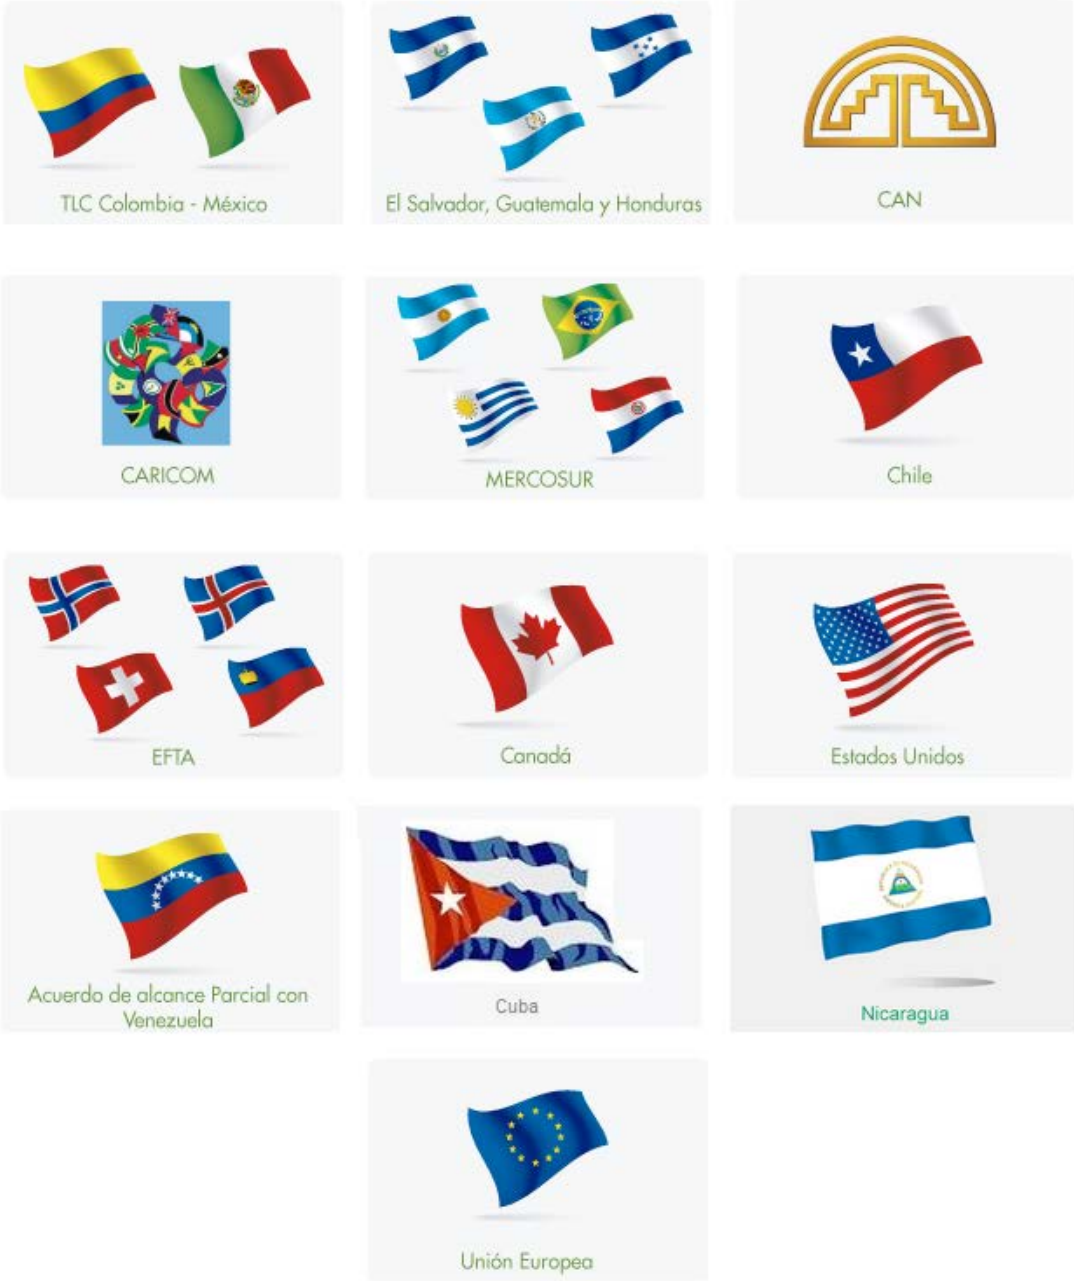 TLC Colombia - México
El Salvador, Guatemala y Honduras
CAN
CARICOM
MERCOSUR
Chile
EFTA
Canadá
Estados Unidos
Acuerdo de alcance Parcial con
Venezuela
Cuba
Nicaragua
Unión Europea